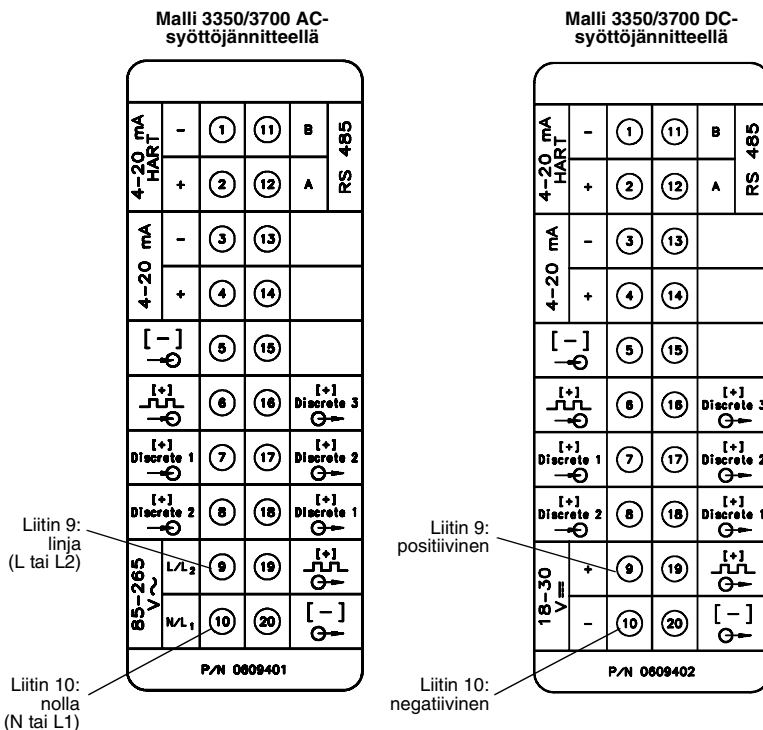 Malli 3350/3700 AC-
syöttöjännitteellä
4-20 mA
HART
-
1
11
B
RS 485
+
2
12
A
4-20 mA
-
3
13
+
4
14
[-]
5
15
[+]
6
16
[+]
Discrete 3
[+]
Discrete 1
7
17
[+]
Discrete 2
[+]
Discrete 2
8
18
[+]
Discrete 1
85-265
V~
L/L2
9
19
[+]
N/L1
10
20
[-]
P/N 0609401
Liitin 9:
linja
(L tai L2)
Liitin 10:
nolla
(N tai L1)
Malli 3350/3700 DC-
syöttöjännitteellä
4-20 mA
HART
-
1
11
B
RS 485
+
2
12
A
4-20 mA
-
3
13
+
4
14
[-]
5
15
[+]
6
16
[+]
Discrete 3
[+]
Discrete 1
7
17
[+]
Discrete 2
[+]
Discrete 2
8
18
[+]
Discrete 1
18-30
V
+
9
19
[+]
-
10
20
[-]
P/N 0609402
Liitin 9:
positiivinen
Liitin 10:
negatiivinen